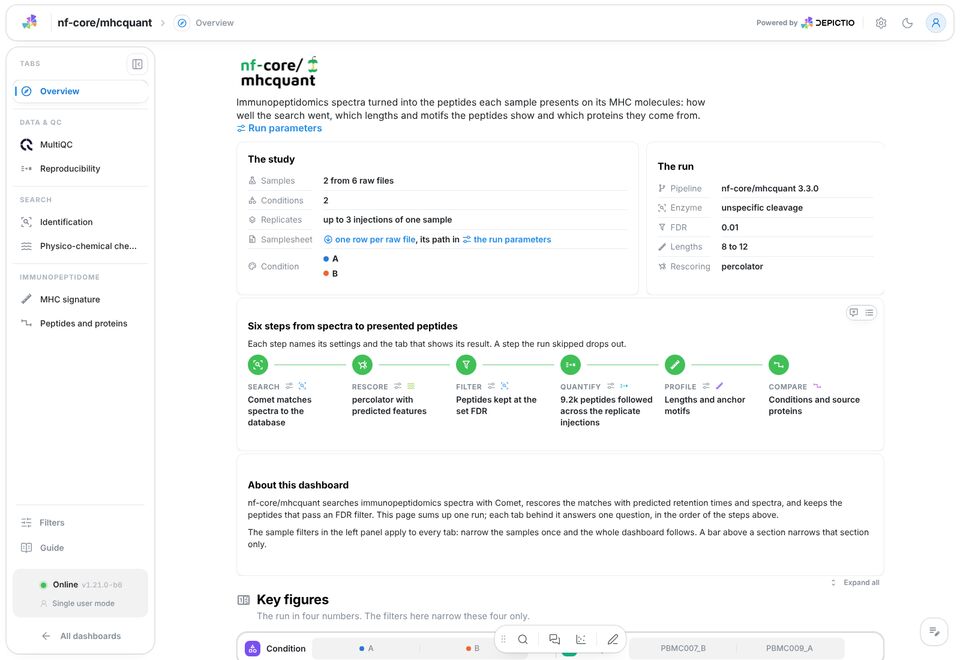 nf-core/mhcquant
Overview
Powered by DEPICTIO
TABS
Overview
DATA & QC
MultiQC
Reproducibility
SEARCH
Identification
Physico-chemical che...
IMMUNOPEPTIDOME
MHC signature
Peptides and proteins
Filters
Guide
Online v1.21.0-b6
Single user mode
All dashboards
nf-core/
mhcquant
Immunopeptidomics spectra turned into the peptides each sample presents on its MHC molecules: how
well the search went, which lengths and motifs the peptides show and which proteins they come from.
Run parameters
The study
Samples 2 from 6 raw files
Conditions 2
Replicates up to 3 injections of one sample
Samplesheet one row per raw file, its path in the run parameters
Condition
A
B
The run
Pipeline nf-core/mhcquant 3.3.0
Enzyme unspecific cleavage
FDR 0.01
Lengths 8 to 12
Rescoring percolator
Six steps from spectra to presented peptides
Each step names its settings and the tab that shows its result. A step the run skipped drops out.
SEARCH
Comet matches
spectra to the
database
RESCORE
percolator with
predicted features
FILTER
Peptides kept at the
set FDR
QUANTIFY
9.2k peptides followed
across the replicate
injections
PROFILE
Lengths and anchor
motifs
COMPARE
Conditions and source
proteins
About this dashboard
nf-core/mhcquant searches immunopeptidomics spectra with Comet, rescores the matches with predicted retention times and spectra, and keeps the
peptides that pass an FDR filter. This page sums up one run; each tab behind it answers one question, in the order of the steps above.
The sample filters in the left panel apply to every tab: narrow the samples once and the whole dashboard follows. A bar above a section narrows that section
only.
Expand all
Key figures
The run in four numbers. The filters here narrow these four only.
Condition A B PBMC007_B PBMC009_A